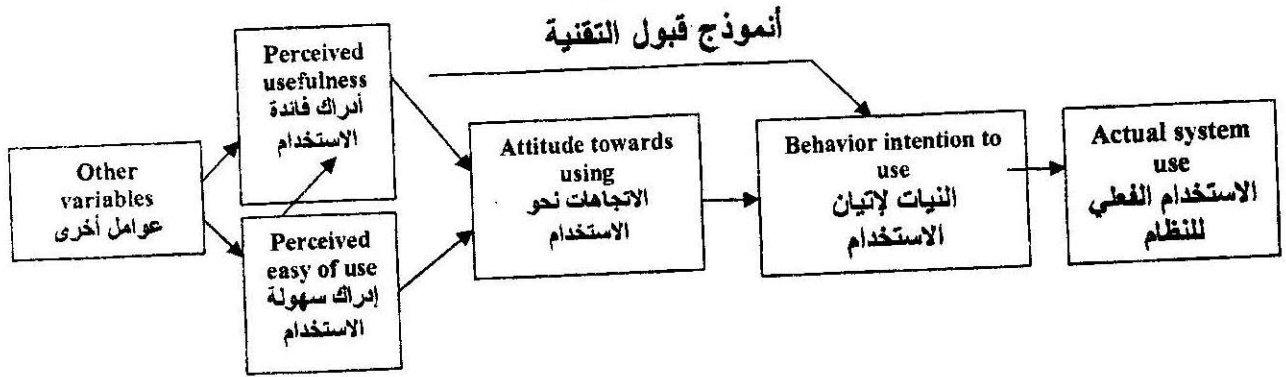 أنموذج قبول التقنية
Perceived
usefulness
أدراك فائدة
الاستخدام
Other
variables
عوامل أخرى
Perceived
easy of use
إدراك سهولة
الاستخدام
Attitude towards
using
الاتجاهات نحو
الاستخدام
Behavior intention to
use
النيات لإتيان
الاستخدام
Actual system
use
الاستخدام الفعلي
للنظام